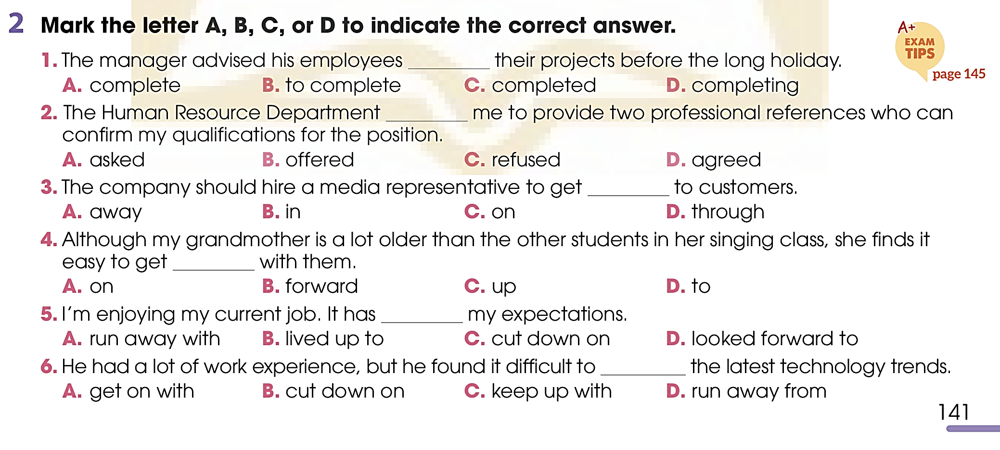 2 Mark the letter A, B, C, or D to indicate the correct answer.
A+
EXAM
TIPS
page 145
1. The manager advised his employees ________ their projects before the long holiday.
A. complete B. to complete C. completed D. completing
2. The Human Resource Department ________ me to provide two professional references who can
confirm my qualifications for the position.
A. asked B. offered C. refused D. agreed
3. The company should hire a media representative to get ________ to customers.
A. away B. in C. on D. through
4. Although my grandmother is a lot older than the other students in her singing class, she finds it
easy to get ________ with them.
A. on B. forward C. up D. to
5. I'm enjoying my current job. It has ________ my expectations.
A. run away with B. lived up to C. cut down on D. looked forward to
6. He had a lot of work experience, but he found it difficult to ________ the latest technology trends.
A. get on with B. cut down on C. keep up with D. run away from
141